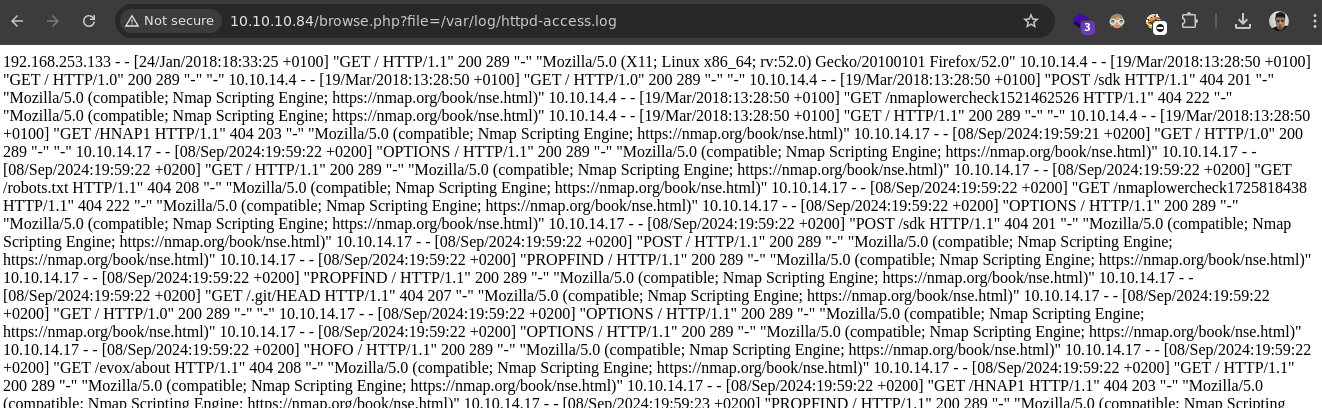 Not secure 10.10.10.84/browse.php?file=/var/log/httpd-access.log
3
192.168.253.133 - - [24/Jan/2018:18:33:25 +0100] "GET / HTTP/1.1" 200 289 "-" "Mozilla/5.0 (X11; Linux x86_64; rv:52.0) Gecko/20100101 Firefox/52.0" 10.10.14.4 - - [19/Mar/2018:13:28:50 +0100]
"GET / HTTP/1.0" 200 289 "-" "-" 10.10.14.4 - - [19/Mar/2018:13:28:50 +0100] "GET / HTTP/1.0" 200 289 "-" "-" 10.10.14.4 - - [19/Mar/2018:13:28:50 +0100] "POST /sdk HTTP/1.1" 404 201 "-"
"Mozilla/5.0 (compatible; Nmap Scripting Engine; https://nmap.org/book/nse.html)" 10.10.14.4 - - [19/Mar/2018:13:28:50 +0100] "GET /nmaplowercheck1521462526 HTTP/1.1" 404 222 "-"
"Mozilla/5.0 (compatible; Nmap Scripting Engine; https://nmap.org/book/nse.html)" 10.10.14.4 - - [19/Mar/2018:13:28:50 +0100] "GET / HTTP/1.1" 200 289 "-" "-" 10.10.14.4 - - [19/Mar/2018:13:28:50
+0100] "GET /HNAP1 HTTP/1.1" 404 203 "-" "Mozilla/5.0 (compatible; Nmap Scripting Engine; https://nmap.org/book/nse.html)" 10.10.14.17 - - [08/Sep/2024:19:59:21 +0200] "GET / HTTP/1.0" 200
289 "-" "-" 10.10.14.17 - - [08/Sep/2024:19:59:22 +0200] "OPTIONS / HTTP/1.1" 200 289 "-" "Mozilla/5.0 (compatible; Nmap Scripting Engine; https://nmap.org/book/nse.html)" 10.10.14.17 - -
[08/Sep/2024:19:59:22 +0200] "GET / HTTP/1.1" 200 289 "-" "Mozilla/5.0 (compatible; Nmap Scripting Engine; https://nmap.org/book/nse.html)" 10.10.14.17 - - [08/Sep/2024:19:59:22 +0200] "GET
/robots.txt HTTP/1.1" 404 208 "-" "Mozilla/5.0 (compatible; Nmap Scripting Engine; https://nmap.org/book/nse.html)" 10.10.14.17 - - [08/Sep/2024:19:59:22 +0200] "GET /nmaplowercheck1725818438
HTTP/1.1" 404 222 "-" "Mozilla/5.0 (compatible; Nmap Scripting Engine; https://nmap.org/book/nse.html)" 10.10.14.17 - - [08/Sep/2024:19:59:22 +0200] "OPTIONS / HTTP/1.1" 200 289 "-"
"Mozilla/5.0 (compatible; Nmap Scripting Engine; https://nmap.org/book/nse.html)" 10.10.14.17 - - [08/Sep/2024:19:59:22 +0200] "POST /sdk HTTP/1.1" 404 201 "-" "Mozilla/5.0 (compatible; Nmap
Scripting Engine; https://nmap.org/book/nse.html)" 10.10.14.17 - - [08/Sep/2024:19:59:22 +0200] "POST / HTTP/1.1" 200 289 "-" "Mozilla/5.0 (compatible; Nmap Scripting Engine;
https://nmap.org/book/nse.html)" 10.10.14.17 - - [08/Sep/2024:19:59:22 +0200] "PROPFIND / HTTP/1.1" 200 289 "-" "Mozilla/5.0 (compatible; Nmap Scripting Engine; https://nmap.org/book/nse.html)"
10.10.14.17 - - [08/Sep/2024:19:59:22 +0200] "PROPFIND / HTTP/1.1" 200 289 "-" "Mozilla/5.0 (compatible; Nmap Scripting Engine; https://nmap.org/book/nse.html)" 10.10.14.17 - -
[08/Sep/2024:19:59:22 +0200] "GET /.git/HEAD HTTP/1.1" 404 207 "-" "Mozilla/5.0 (compatible; Nmap Scripting Engine; https://nmap.org/book/nse.html)" 10.10.14.17 - - [08/Sep/2024:19:59:22
+0200] "GET / HTTP/1.0" 200 289 "-" "-" 10.10.14.17 - - [08/Sep/2024:19:59:22 +0200] "OPTIONS / HTTP/1.1" 200 289 "-" "Mozilla/5.0 (compatible; Nmap Scripting Engine;
https://nmap.org/book/nse.html)" 10.10.14.17 - - [08/Sep/2024:19:59:22 +0200] "OPTIONS / HTTP/1.1" 200 289 "-" "Mozilla/5.0 (compatible; Nmap Scripting Engine; https://nmap.org/book/nse.html)"
10.10.14.17 - - [08/Sep/2024:19:59:22 +0200] "HOFO / HTTP/1.1" 200 289 "-" "Mozilla/5.0 (compatible; Nmap Scripting Engine; https://nmap.org/book/nse.html)" 10.10.14.17 - - [08/Sep/2024:19:59:22
+0200] "GET /evox/about HTTP/1.1" 404 208 "-" "Mozilla/5.0 (compatible; Nmap Scripting Engine; https://nmap.org/book/nse.html)" 10.10.14.17 - - [08/Sep/2024:19:59:22 +0200] "GET / HTTP/1.1"
200 289 "-" "Mozilla/5.0 (compatible; Nmap Scripting Engine; https://nmap.org/book/nse.html)" 10.10.14.17 - - [08/Sep/2024:19:59:22 +0200] "GET /HNAP1 HTTP/1.1" 404 203 "-" "Mozilla/5.0
(compatible; Nmap Scripting Engine; https://nmap.org/book/nse.html)" 10.10.14.17 - - [08/Sep/2024:19:59:23 +0200] "PROPFIND / HTTP/1.1" 200 289 "-" "Mozilla/5.0 (compatible; Nmap Scripting